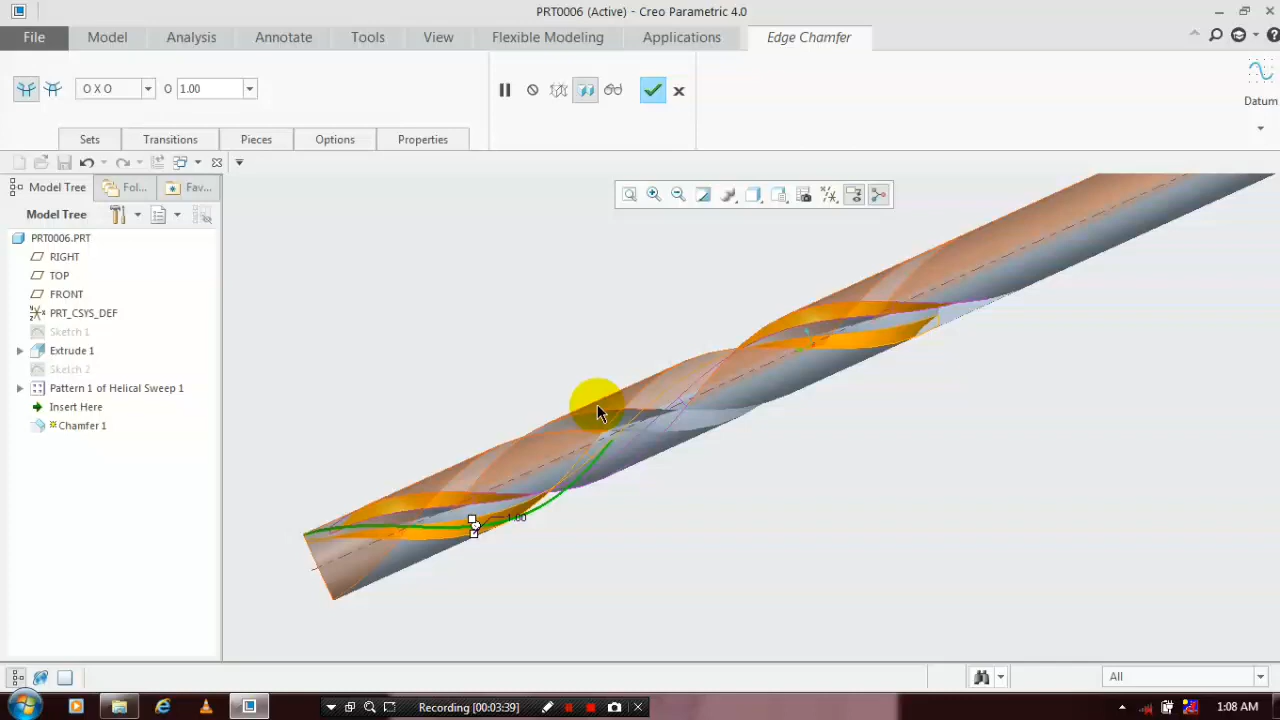 PRT0006 (Active) - Creo Parametric 4.0
File Model Analysis Annotate Tools View Flexible Modeling Applications Edge Chamfer
O X O O 1.00
Datum
Sets Transitions Pieces Options Properties
Model Tree Fol... Fav...
Model Tree
PRT0006.PRT
RIGHT
TOP
FRONT
PRT_CSYS_DEF
Sketch 1
Extrude 1
Sketch 2
Pattern 1 of Helical Sweep 1
Insert Here
Chamfer 1
1.00
All
Recording [00:03:39]
1:08 AM